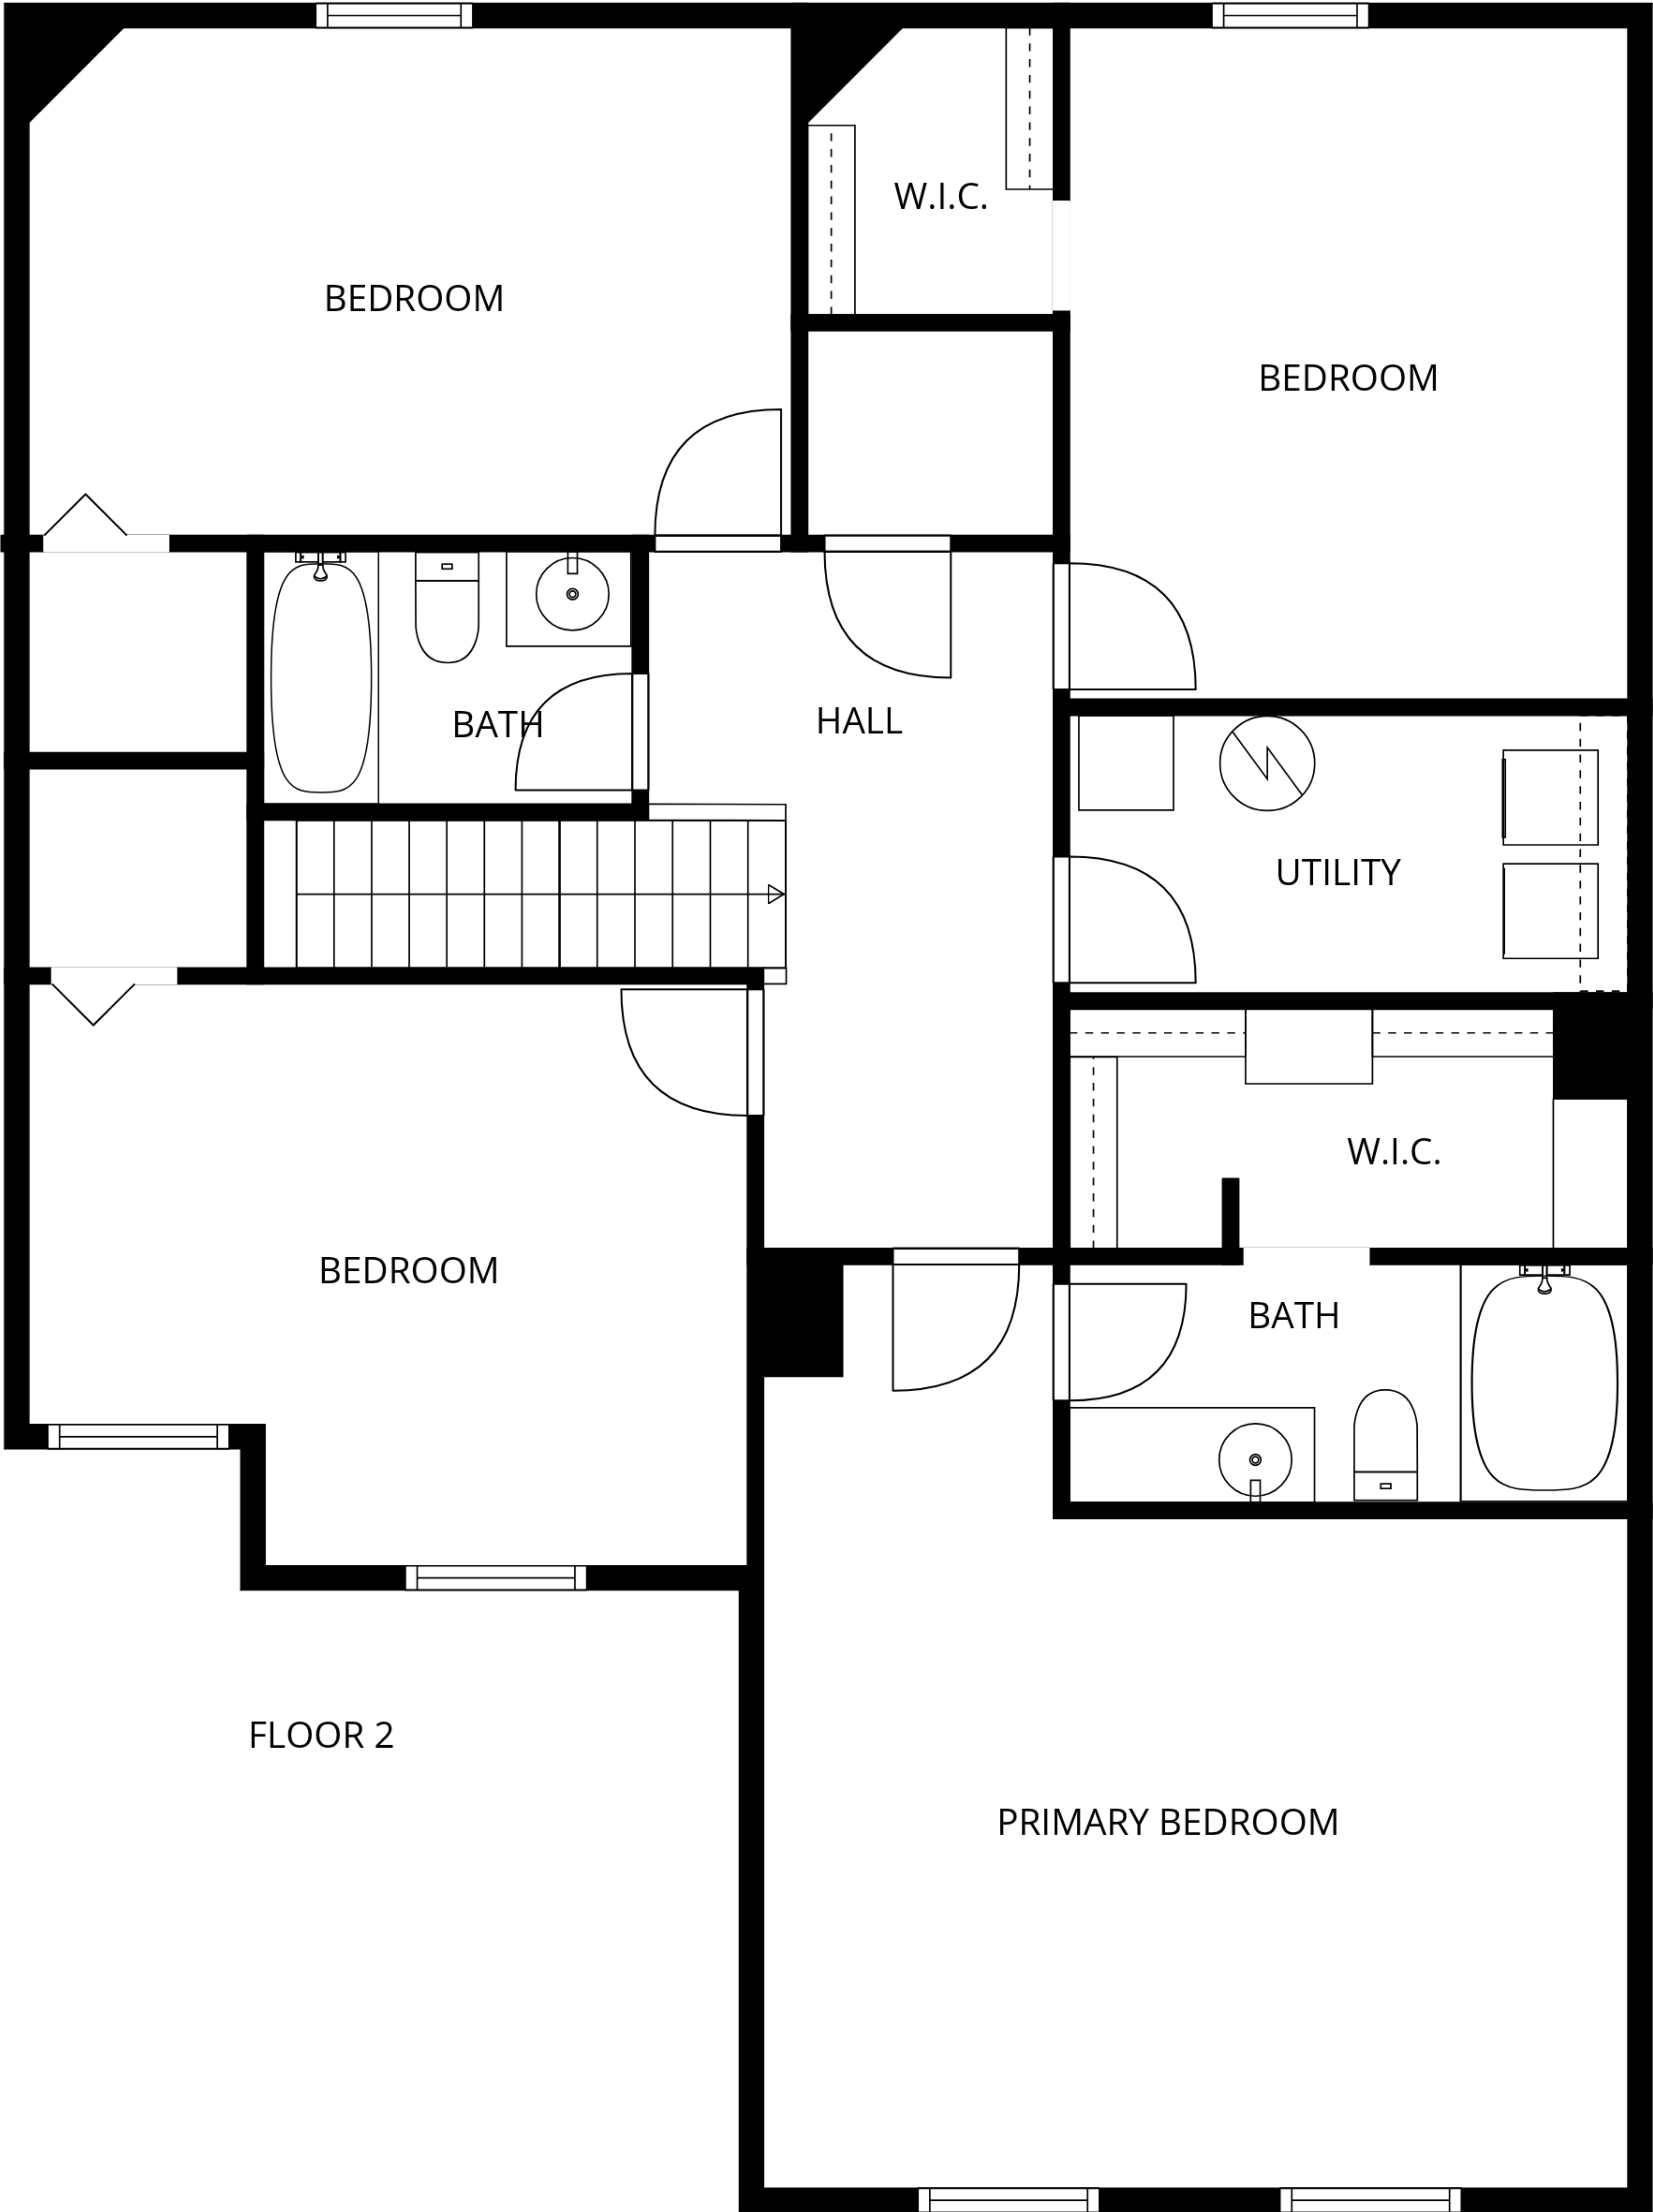 W.I.C.
BEDROOM
BEDROOM
BATH
HALL
UTILITY
W.I.C.
BEDROOM
BATH
FLOOR 2
PRIMARY BEDROOM